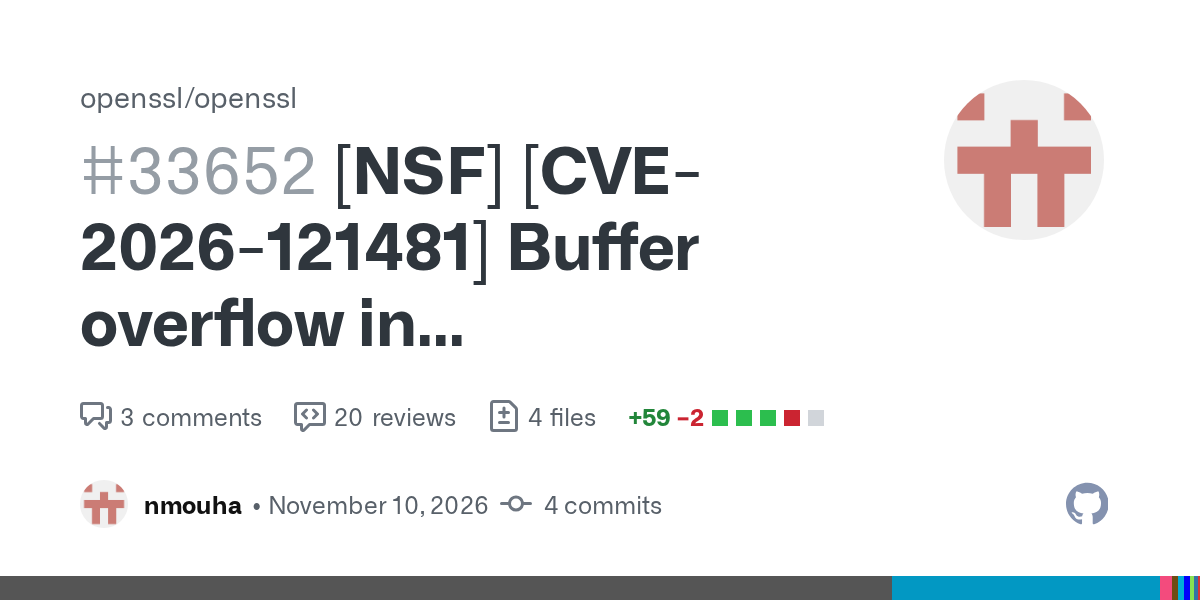 openssl/openssl
#33652 [NSF] [CVE-
2026-121481] Buffer
overflow in...
3 comments 20 reviews 4 files +59 −2
nmouha • November 10, 2026 4 commits